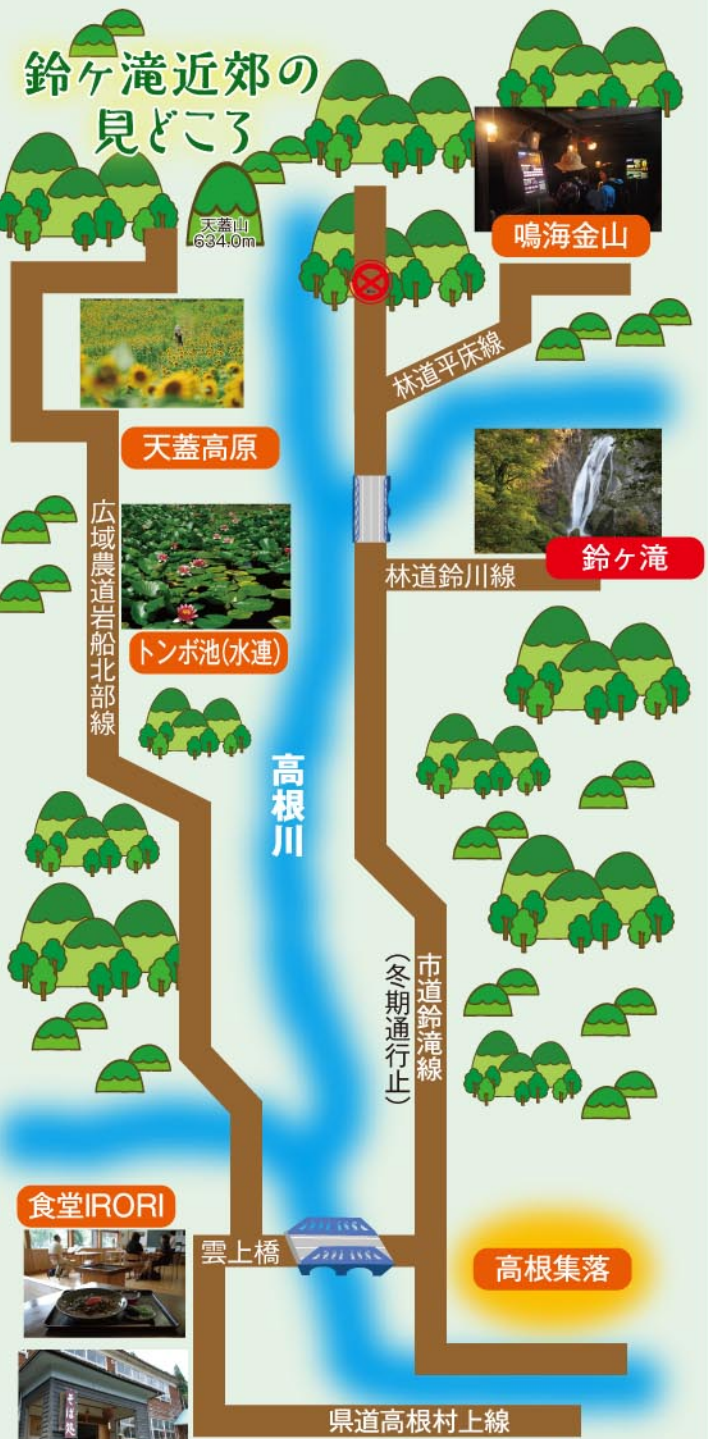 鈴ヶ滝近郊の
見どころ
天蓋山
634.0m
鳴海金山
林道平床線
天蓋高原
鈴ヶ滝
林道鈴川線
広域農道岩船北部線
トンボ池(水連)
高根川
市道鈴滝線
(冬期通行止)
食堂IRORI
雲上橋
高根集落
そば処
県道高根村上線